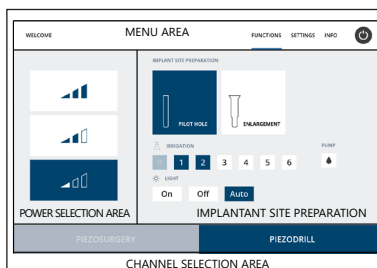 WELCOME
MENU AREA
FUNCTIONS SETTINGS INFO
IMPLANT SITE PREPARATION
PILOT HOLE
ENLARGEMENT
IRRIGATION
PUMP
0 1 2 3 4 5 6
LIGHT
On Off Auto
POWER SELECTION AREA
IMPLANTANT SITE PREPARATION
PIEZOSURGERY
PIEZODRILL
CHANNEL SELECTION AREA